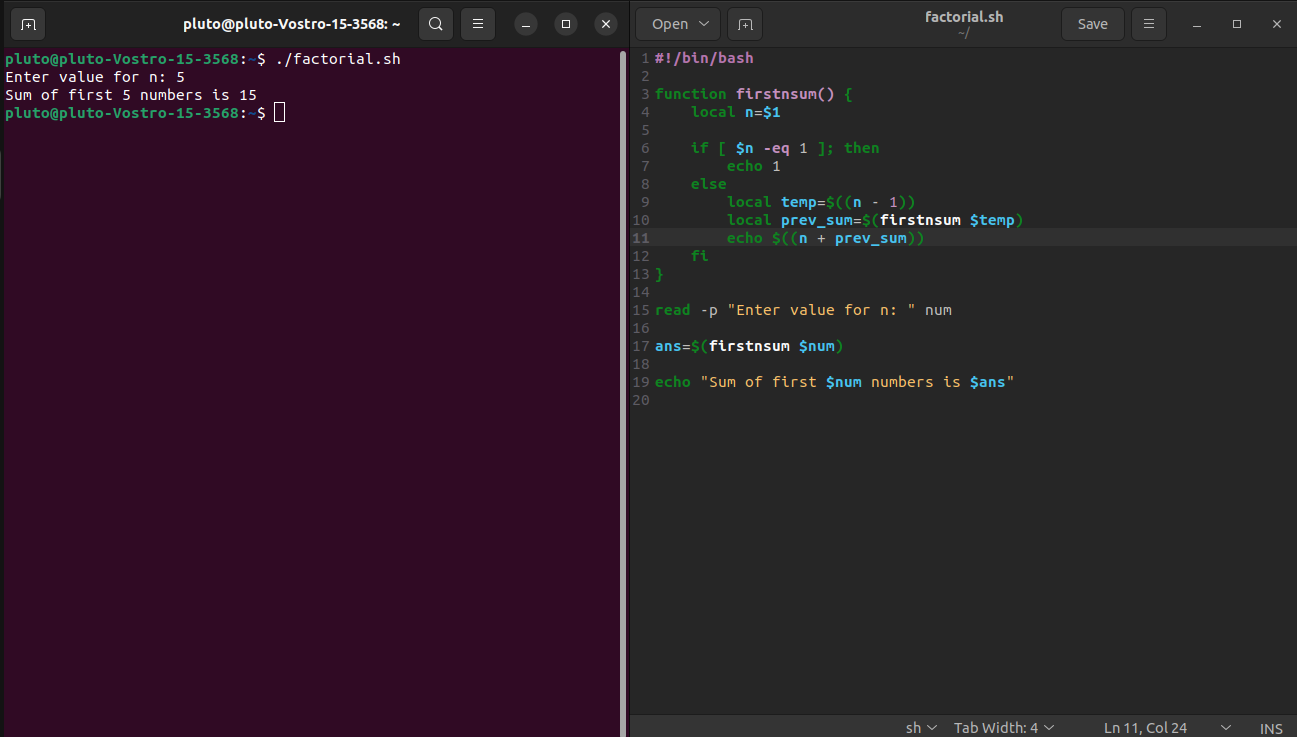 pluto@pluto-Vostro-15-3568: ~
pluto@pluto-Vostro-15-3568:~$ ./factorial.sh
Enter value for n: 5
Sum of first 5 numbers is 15
pluto@pluto-Vostro-15-3568:~$
Open
factorial.sh
~/
Save
1 #!/bin/bash
2
3 function firstnsum() {
4     local n=$1
5
6     if [ $n -eq 1 ]; then
7         echo 1
8     else
9         local temp=$((n - 1))
10         local prev_sum=$(firstnsum $temp)
11         echo $((n + prev_sum))
12     fi
13 }
14
15 read -p "Enter value for n: " num
16
17 ans=$(firstnsum $num)
18
19 echo "Sum of first $num numbers is $ans"
20
sh Tab Width: 4 Ln 11, Col 24 INS